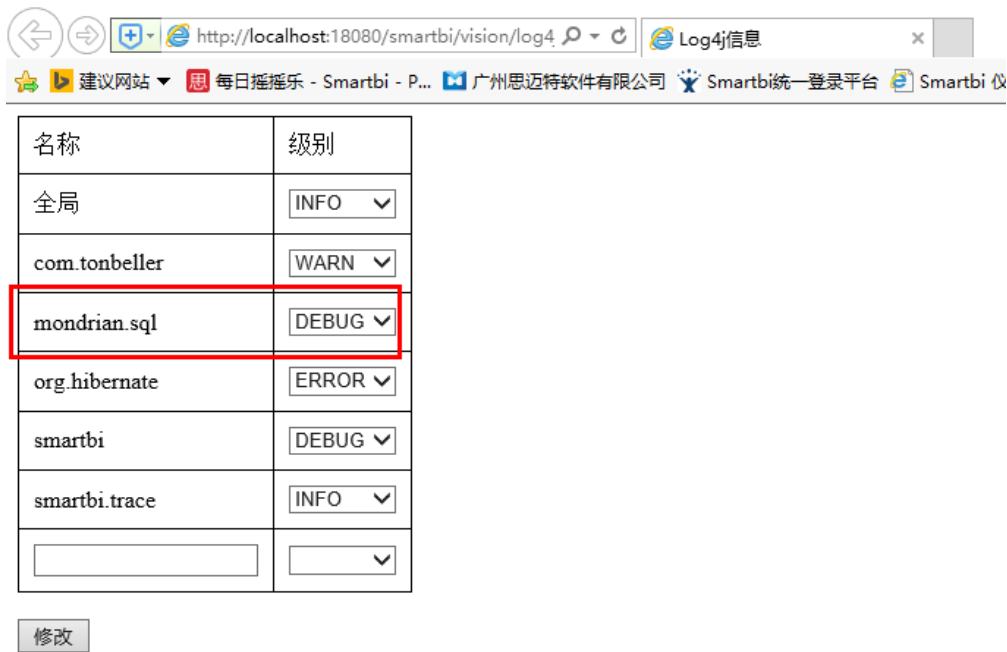 http://localhost:18080/smartbi/vision/log4 Log4j信息
建议网站 每日摇摇乐 - Smartbi - P... 广州思迈特软件有限公司 Smartbi统一登录平台 Smartbi 仪
名称 级别
全局 INFO
com.tonbeller WARN
mondrian.sql DEBUG
org.hibernate ERROR
smartbi DEBUG
smartbi.trace INFO
修改